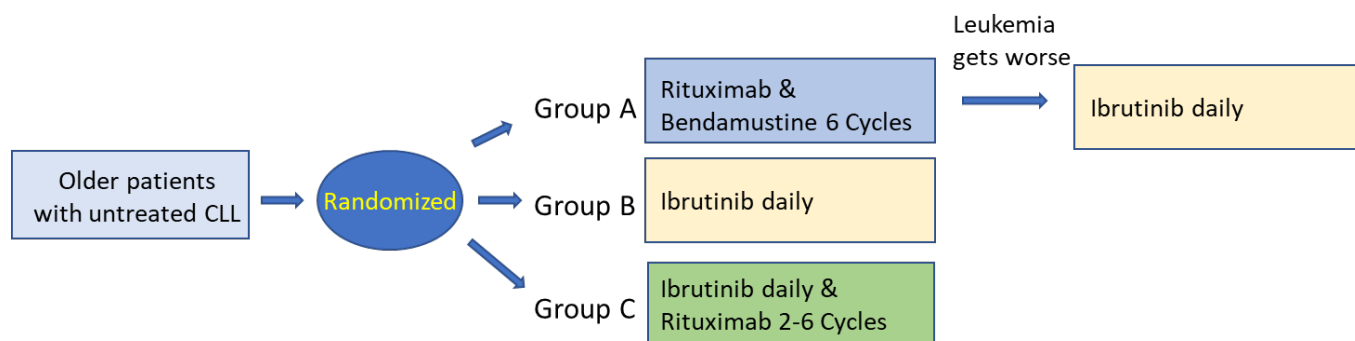 Older patients
with untreated CLL
Randomized
Group A
Rituximab &
Bendamustine 6 Cycles
Leukemia
gets worse
Ibrutinib daily
Group B
Ibrutinib daily
Group C
Ibrutinib daily &
Rituximab 2-6 Cycles